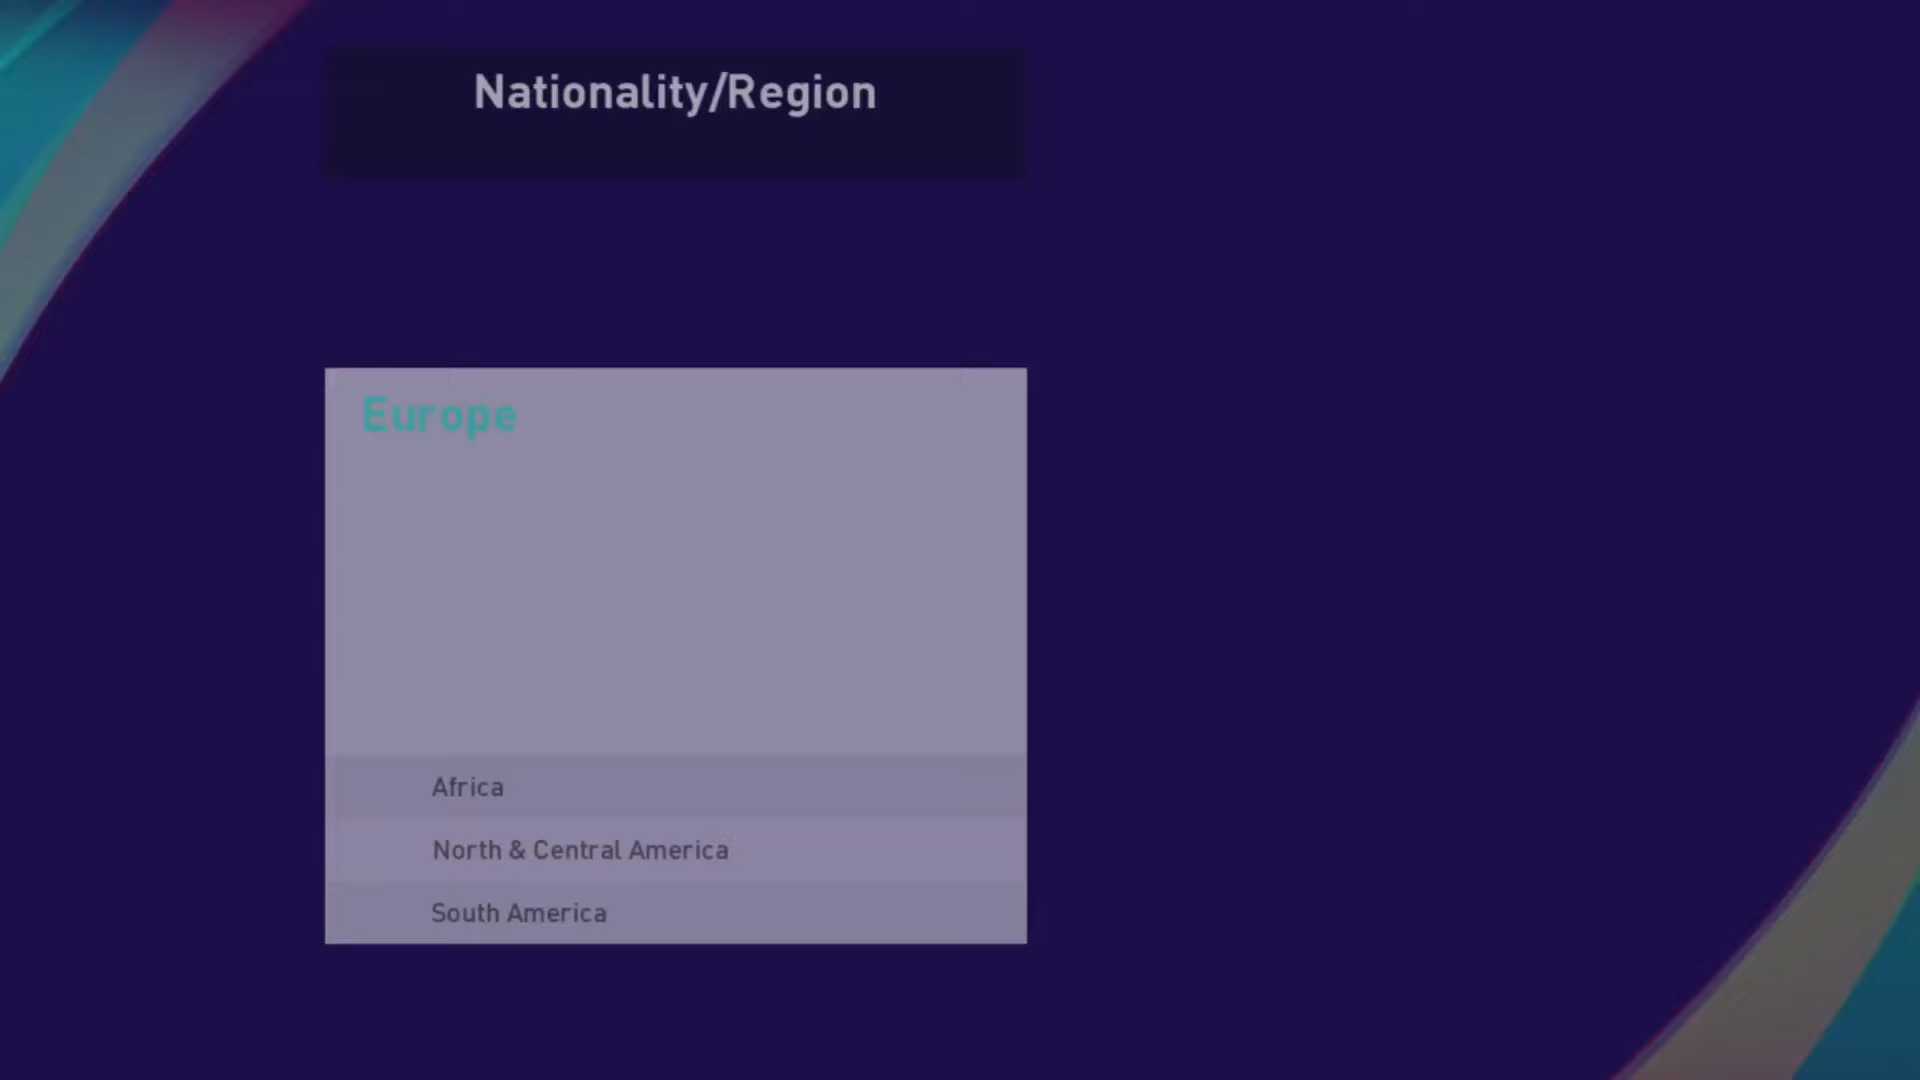 Nationality/Region
Europe
Africa
North & Central America
South America